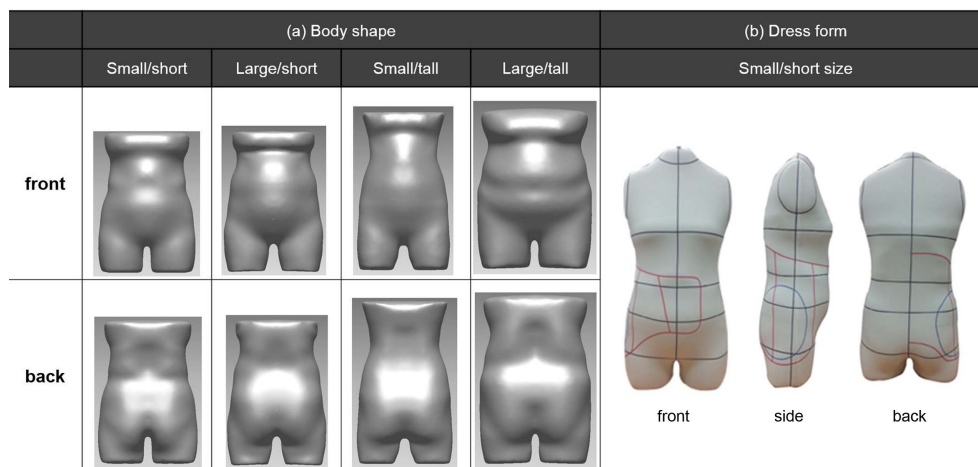 (a) Body shape (b) Dress form
Small/short Large/short Small/tall Large/tall Small/short size
front
back
front side back